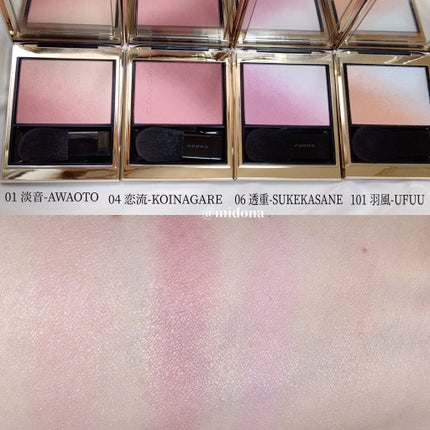 01 淡音-AWAOTO 04 恋流-KOINAGARE 06 透重-SUKEKASANE 101 羽風-UFUU
@midona